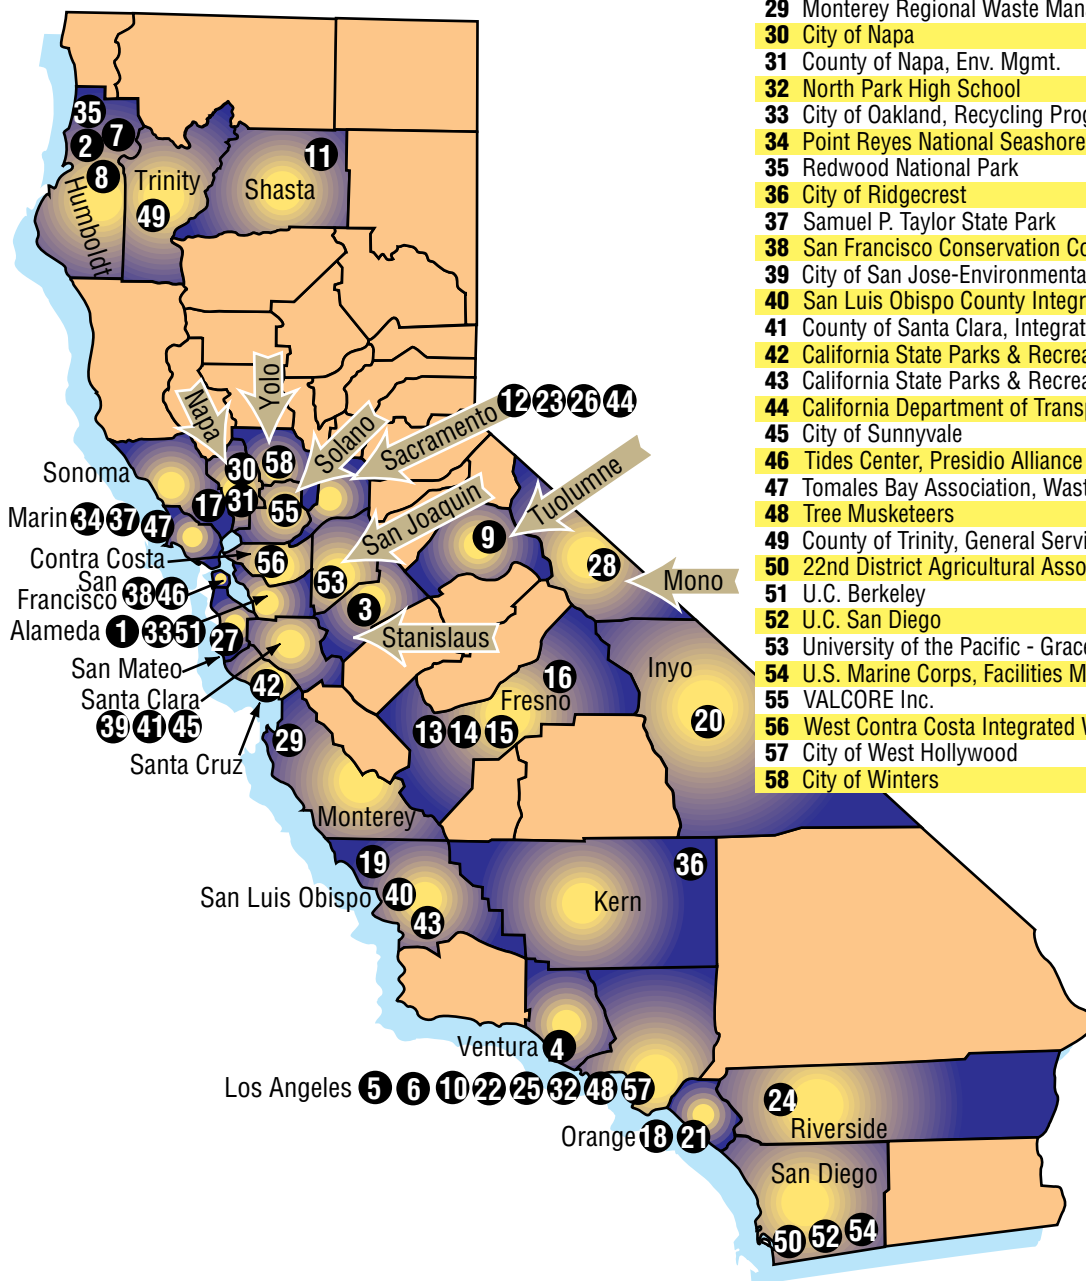 29 Monterey Regional Waste Man
30 City of Napa
31 County of Napa, Env. Mgmt.
32 North Park High School
33 City of Oakland, Recycling Prog
34 Point Reyes National Seashore
35 Redwood National Park
36 City of Ridgecrest
37 Samuel P. Taylor State Park
38 San Francisco Conservation Co
39 City of San Jose-Environmenta
40 San Luis Obispo County Integr
41 County of Santa Clara, Integrat
42 California State Parks & Recrea
43 California State Parks & Recrea
44 California Department of Transp
45 City of Sunnyvale
46 Tides Center, Presidio Alliance
47 Tomales Bay Association, Wast
48 Tree Musketeers
49 County of Trinity, General Servi
50 22nd District Agricultural Asso
51 U.C. Berkeley
52 U.C. San Diego
53 University of the Pacific - Grace
54 U.S. Marine Corps, Facilities M
55 VALCORE Inc.
56 West Contra Costa Integrated W
57 City of West Hollywood
58 City of Winters
35
2 7
8
Humboldt
Trinity
49
11
Shasta
Napa
Yolo
Solano
Sacramento 12 23 26 44
Sonoma
30
58
17 31
55
Marin 34 37 47
San Joaquin
Tuolumne
9
Contra Costa
56
53
28
Mono
San
Francisco 38 46
3
Alameda 1 33 51
27
Stanislaus
San Mateo
Santa Clara
39 41 45
42
Santa Cruz
29
Monterey
16
Fresno
13 14 15
Inyo
20
19
San Luis Obispo
40
43
36
Kern
Ventura 4
Los Angeles 5 6 10 22 25 32 48 57
Orange 18 21
24
Riverside
San Diego
50 52 54